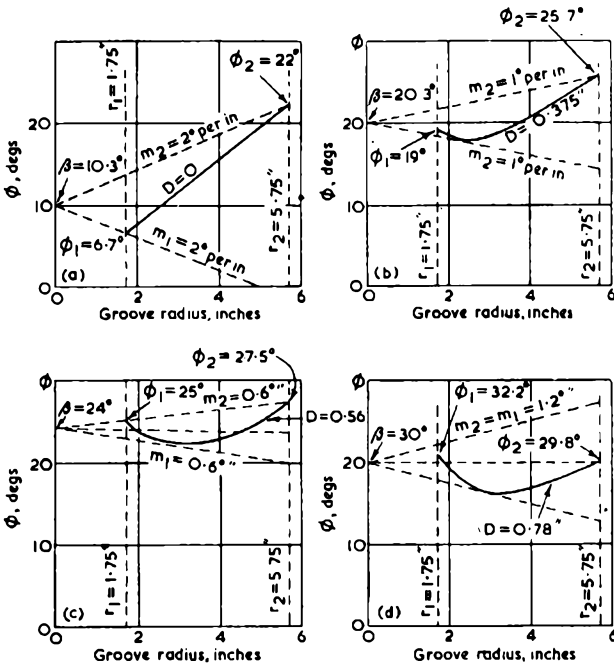 r₁=1·75″
ϕ₂=22°
ϕ
ϕ, degs
20
10
0
β=10·3°
m₂=2° per in
D=0
ϕ₁=6·7°
m₁=2° per in
r₂=5·75″
(a)
0 2 4 6
Groove radius, inches
ϕ₂=25·7°
ϕ
ϕ, degs
20
10
0
β=20·3°
m₂=1° per in
D=0·375″
ϕ₁=19°
m₂=1° per in
r₁=1·75″
r₂=5·75″
(b)
0 2 4 6
Groove radius, inches
ϕ₂=27·5°
ϕ
ϕ, degs
20
10
0
β=24°
ϕ₁=25°
m₂=0·6°″
D=0·56
m₁=0·6°″
r₁=1·75″
r₂=5·75″
(c)
0 2 4 6
Groove radius, inches
ϕ₁=32·2°
ϕ
ϕ, degs
20
10
0
m₂=m₁=1·2°″
β=30°
ϕ₂=29·8°
D=0·78″
r₁=1·75″
r₂=5·75″
(d)
0 2 4 6
Groove radius, inches